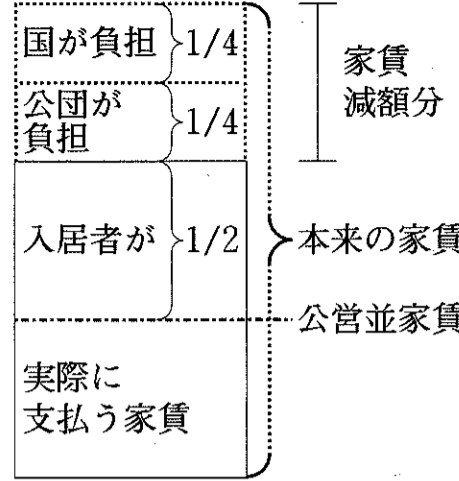 国が負担 1/4
公団が
負担 1/4
入居者が 1/2
実際に
支払う家賃
家賃
減額分
本来の家賃
公営並家賃